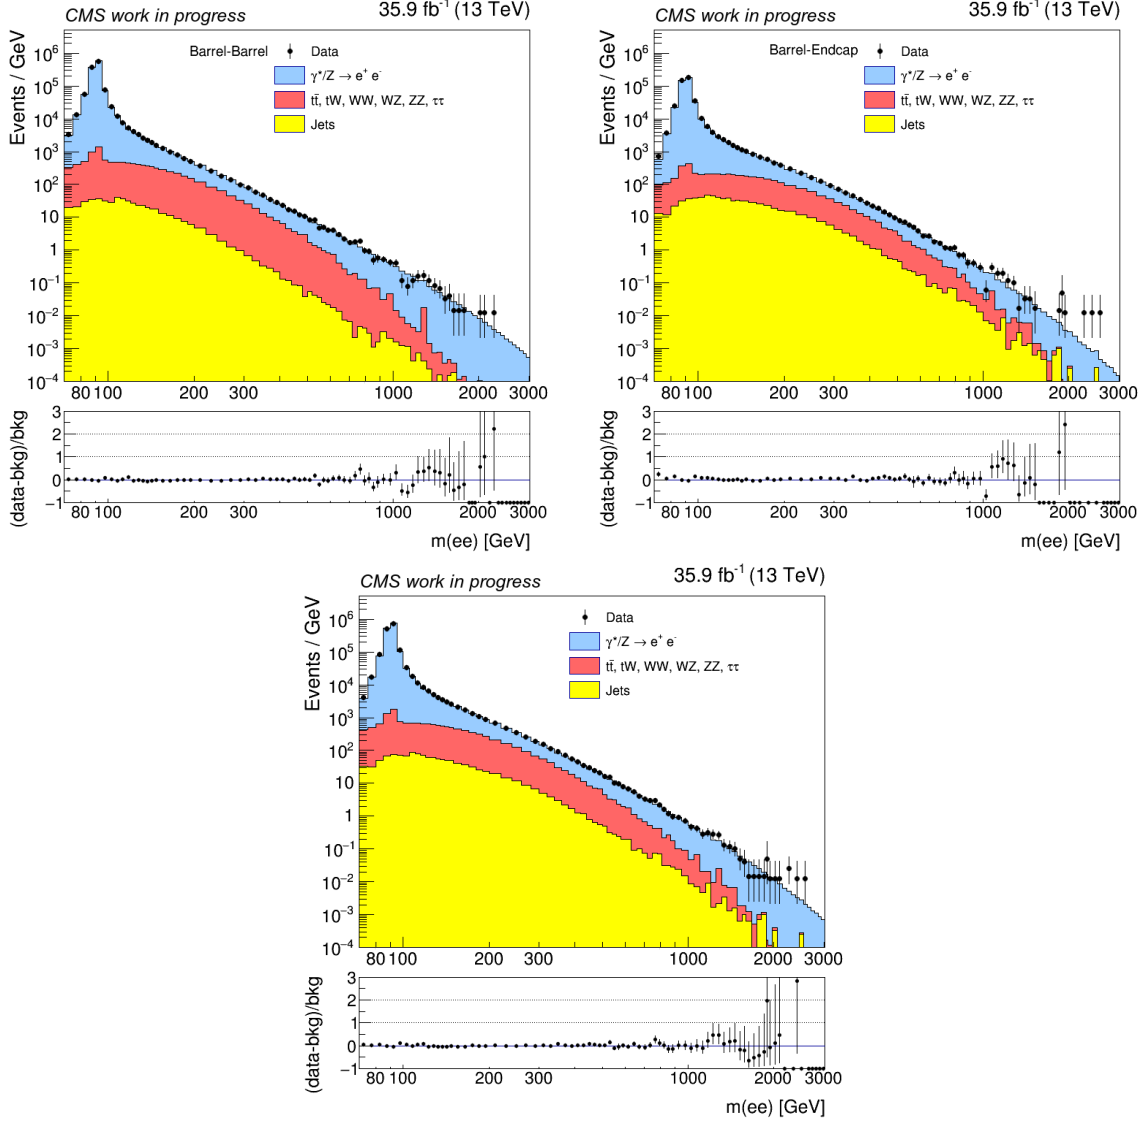 CMS work in progress 35.9 fb⁻¹ (13 TeV)
Events / GeV
10⁶
10⁵
10⁴
10³
10²
10
1
10⁻¹
10⁻²
10⁻³
10⁻⁴
Barrel-Barrel Data
γ*/Z → e⁺ e⁻
tt̄, tW, WW, WZ, ZZ, ττ
Jets
80 100 200 300 1000 2000 3000
(data-bkg)/bkg
3
2
1
0
−1
80 100 200 300 1000 2000 3000
m(ee) [GeV]
CMS work in progress 35.9 fb⁻¹ (13 TeV)
Events / GeV
10⁶
10⁵
10⁴
10³
10²
10
1
10⁻¹
10⁻²
10⁻³
10⁻⁴
Barrel-Endcap Data
γ*/Z → e⁺ e⁻
tt̄, tW, WW, WZ, ZZ, ττ
Jets
80 100 200 300 1000 2000 3000
(data-bkg)/bkg
3
2
1
0
−1
80 100 200 300 1000 2000 3000
m(ee) [GeV]
CMS work in progress 35.9 fb⁻¹ (13 TeV)
Events / GeV
10⁶
10⁵
10⁴
10³
10²
10
1
10⁻¹
10⁻²
10⁻³
10⁻⁴
Data
γ*/Z → e⁺ e⁻
tt̄, tW, WW, WZ, ZZ, ττ
Jets
80 100 200 300 1000 2000 3000
(data-bkg)/bkg
3
2
1
0
−1
80 100 200 300 1000 2000 3000
m(ee) [GeV]